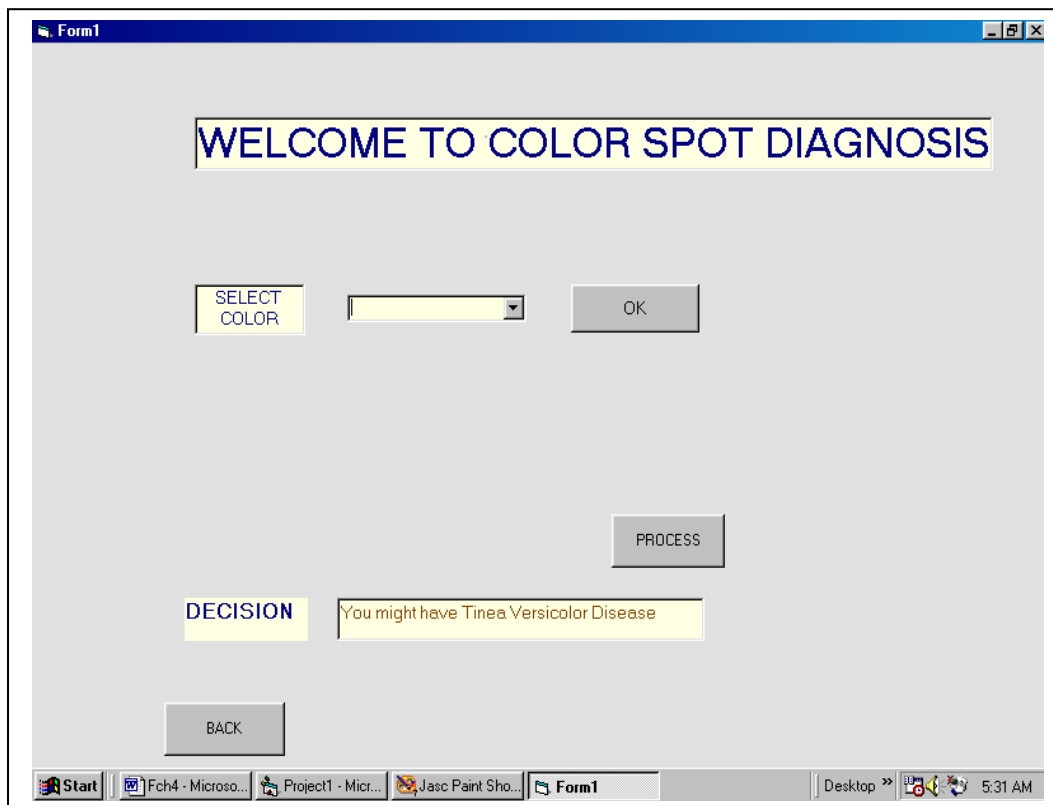 Form1
WELCOME TO COLOR SPOT DIAGNOSIS
SELECT
COLOR
OK
PROCESS
DECISION
You might have Tinea Versicolor Disease
BACK
Start
Fch4 - Microso...
Project1 - Micr...
Jasc Paint Sho...
Form1
Desktop »
5:31 AM